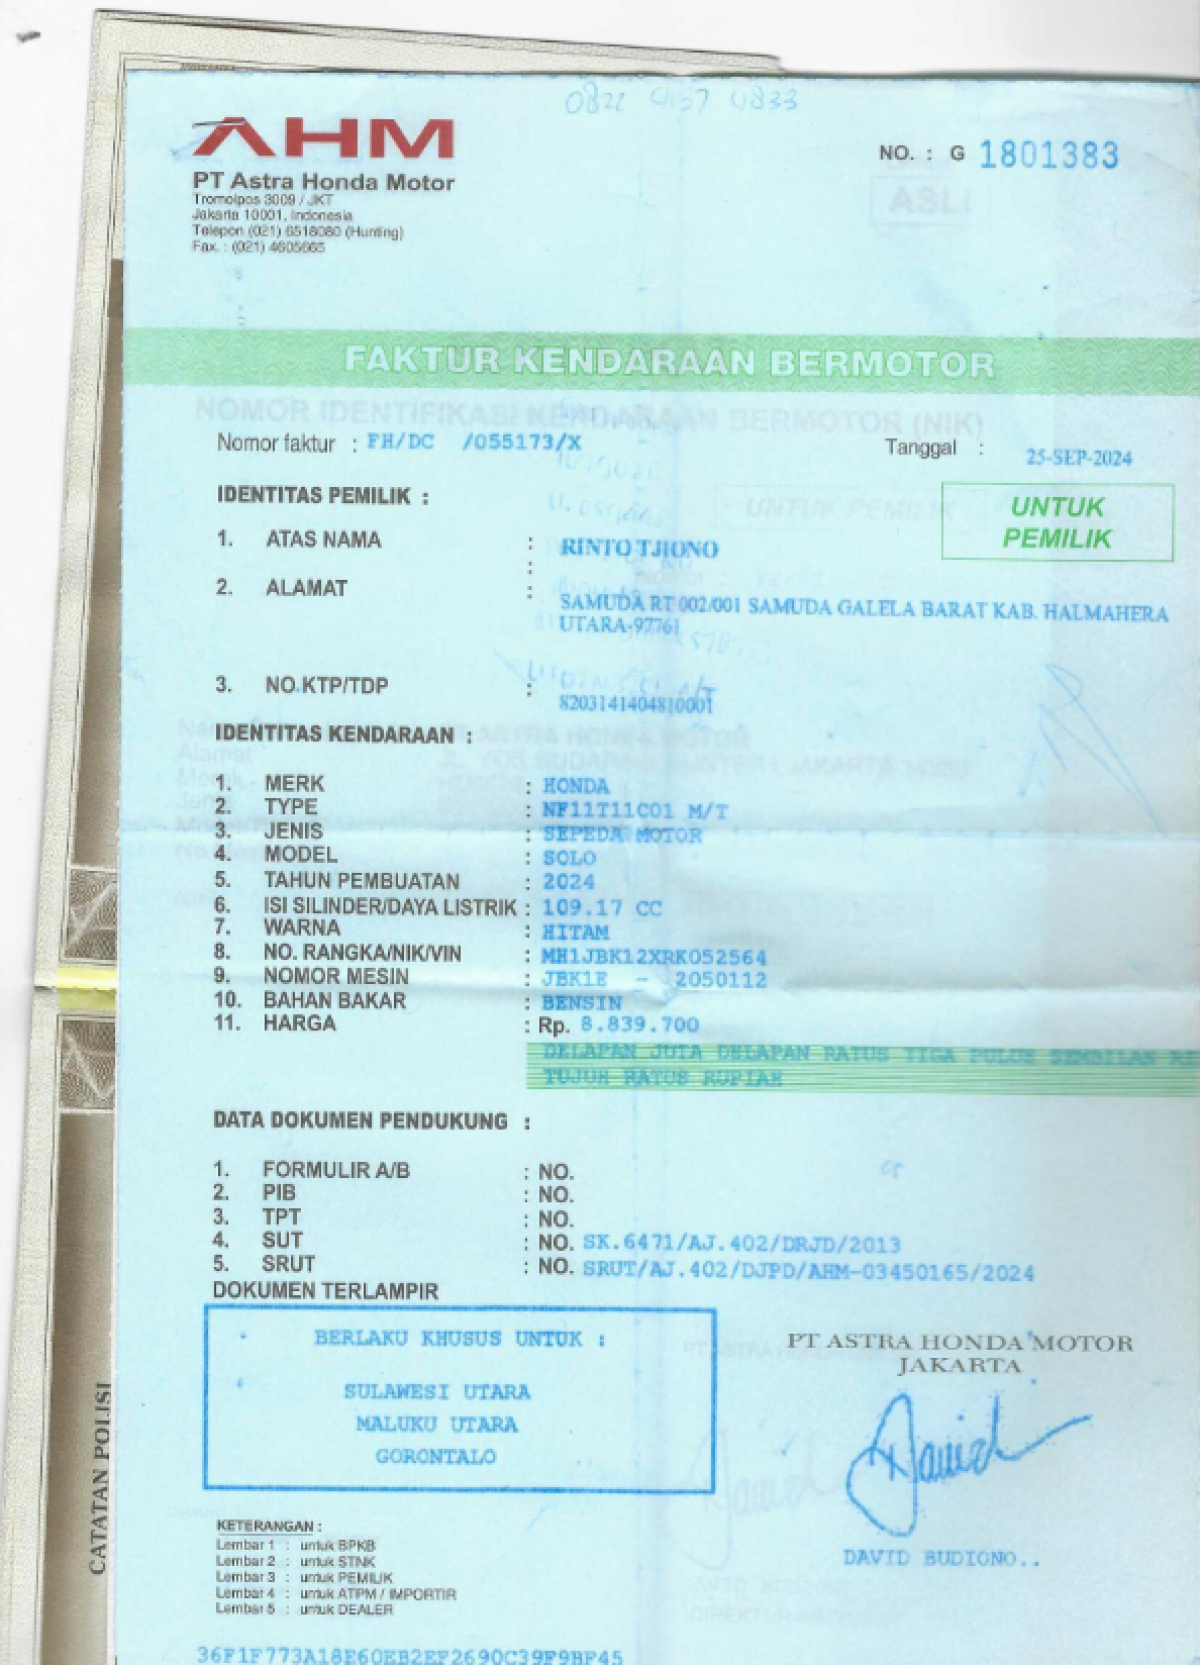 0822 9137 4833
AHM
NO. : G 1801383
PT Astra Honda Motor
Tromolpos 3009 / JKT
Jakarta 10001, Indonesia
Telepon (021) 6518080 (Hunting)
Fax. : (021) 4605665
ASLI
FAKTUR KENDARAAN BERMOTOR
NOMOR IDENTIFIKASI KENDARAAN BERMOTOR (NIK)
Nomor faktur : FH/DC /055173/X
Tanggal : 25-SEP-2024
IDENTITAS PEMILIK :
UNTUK PEMILIK
UNTUK
PEMILIK
1. ATAS NAMA : RINTO TJIONO
:
2. ALAMAT : SAMUDA RT 002/001 SAMUDA GALELA BARAT KAB. HALMAHERA
UTARA-97761
3. NO.KTP/TDP : 8203141404810001
IDENTITAS KENDARAAN :
1. MERK : HONDA
2. TYPE : NF11T11C01 M/T
3. JENIS : SEPEDA MOTOR
4. MODEL : SOLO
5. TAHUN PEMBUATAN : 2024
6. ISI SILINDER/DAYA LISTRIK : 109.17 CC
7. WARNA : HITAM
8. NO. RANGKA/NIK/VIN : MH1JBK12XRK052564
9. NOMOR MESIN : JBK1E - 2050112
10. BAHAN BAKAR : BENSIN
11. HARGA : Rp. 8.839.700
DELAPAN JUTA DELAPAN RATUS TIGA PULUH SEMBILAN
TUJUH RATUS RUPIAH
DATA DOKUMEN PENDUKUNG :
1. FORMULIR A/B : NO.
2. PIB : NO.
3. TPT : NO.
4. SUT : NO. SK.6471/AJ.402/DRJD/2013
5. SRUT : NO. SRUT/AJ.402/DJPD/AHM-03450165/2024
DOKUMEN TERLAMPIR
BERLAKU KHUSUS UNTUK :
SULAWESI UTARA
MALUKU UTARA
GORONTALO
PT ASTRA HONDA MOTOR
JAKARTA
David
DAVID BUDIONO..
KETERANGAN :
Lembar 1 : untuk BPKB
Lembar 2 : untuk STNK
Lembar 3 : untuk PEMILIK
Lembar 4 : untuk ATPM / IMPORTIR
Lembar 5 : untuk DEALER
36F1F773A18E60EB2EF2690C39F9BF45
CATATAN POLISI